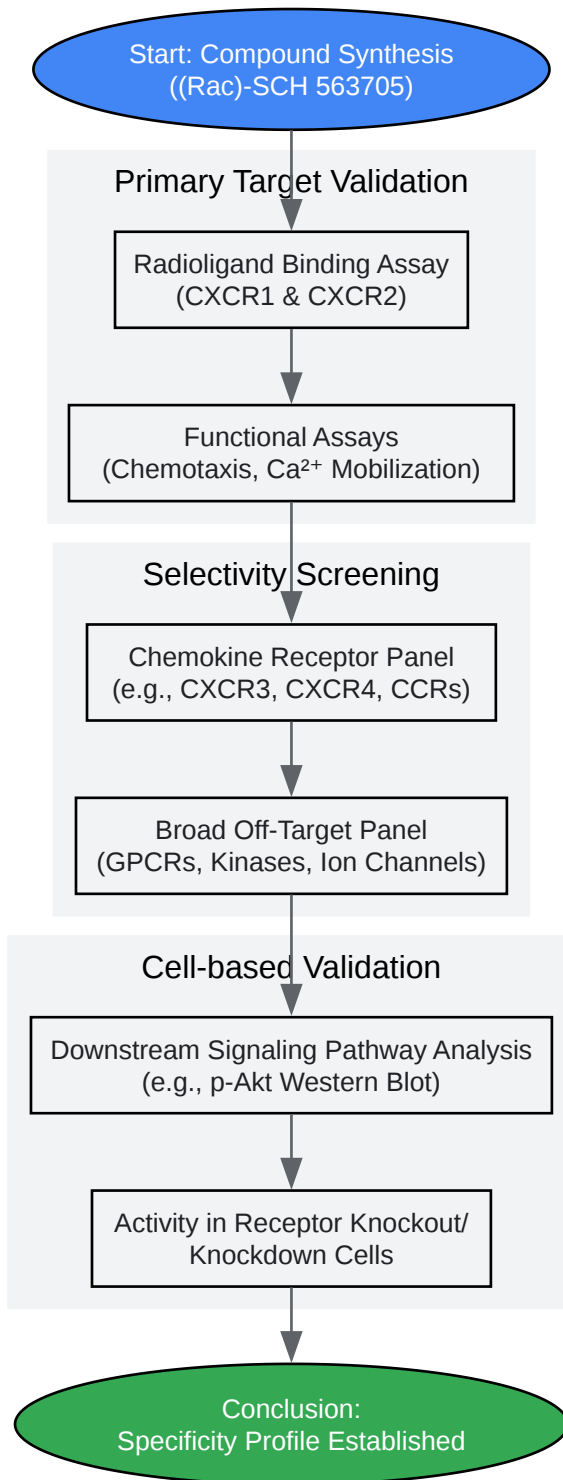 Start: Compound Synthesis
((Rac)-SCH 563705)
Primary Target Validation
Radioligand Binding Assay
(CXCR1 & CXCR2)
Functional Assays
(Chemotaxis, Ca²⁺ Mobilization)
Selectivity Screening
Chemokine Receptor Panel
(e.g., CXCR3, CXCR4, CCRs)
Broad Off-Target Panel
(GPCRs, Kinases, Ion Channels)
Cell-based Validation
Downstream Signaling Pathway Analysis
(e.g., p-Akt Western Blot)
Activity in Receptor Knockout/
Knockdown Cells
Conclusion:
Specificity Profile Established